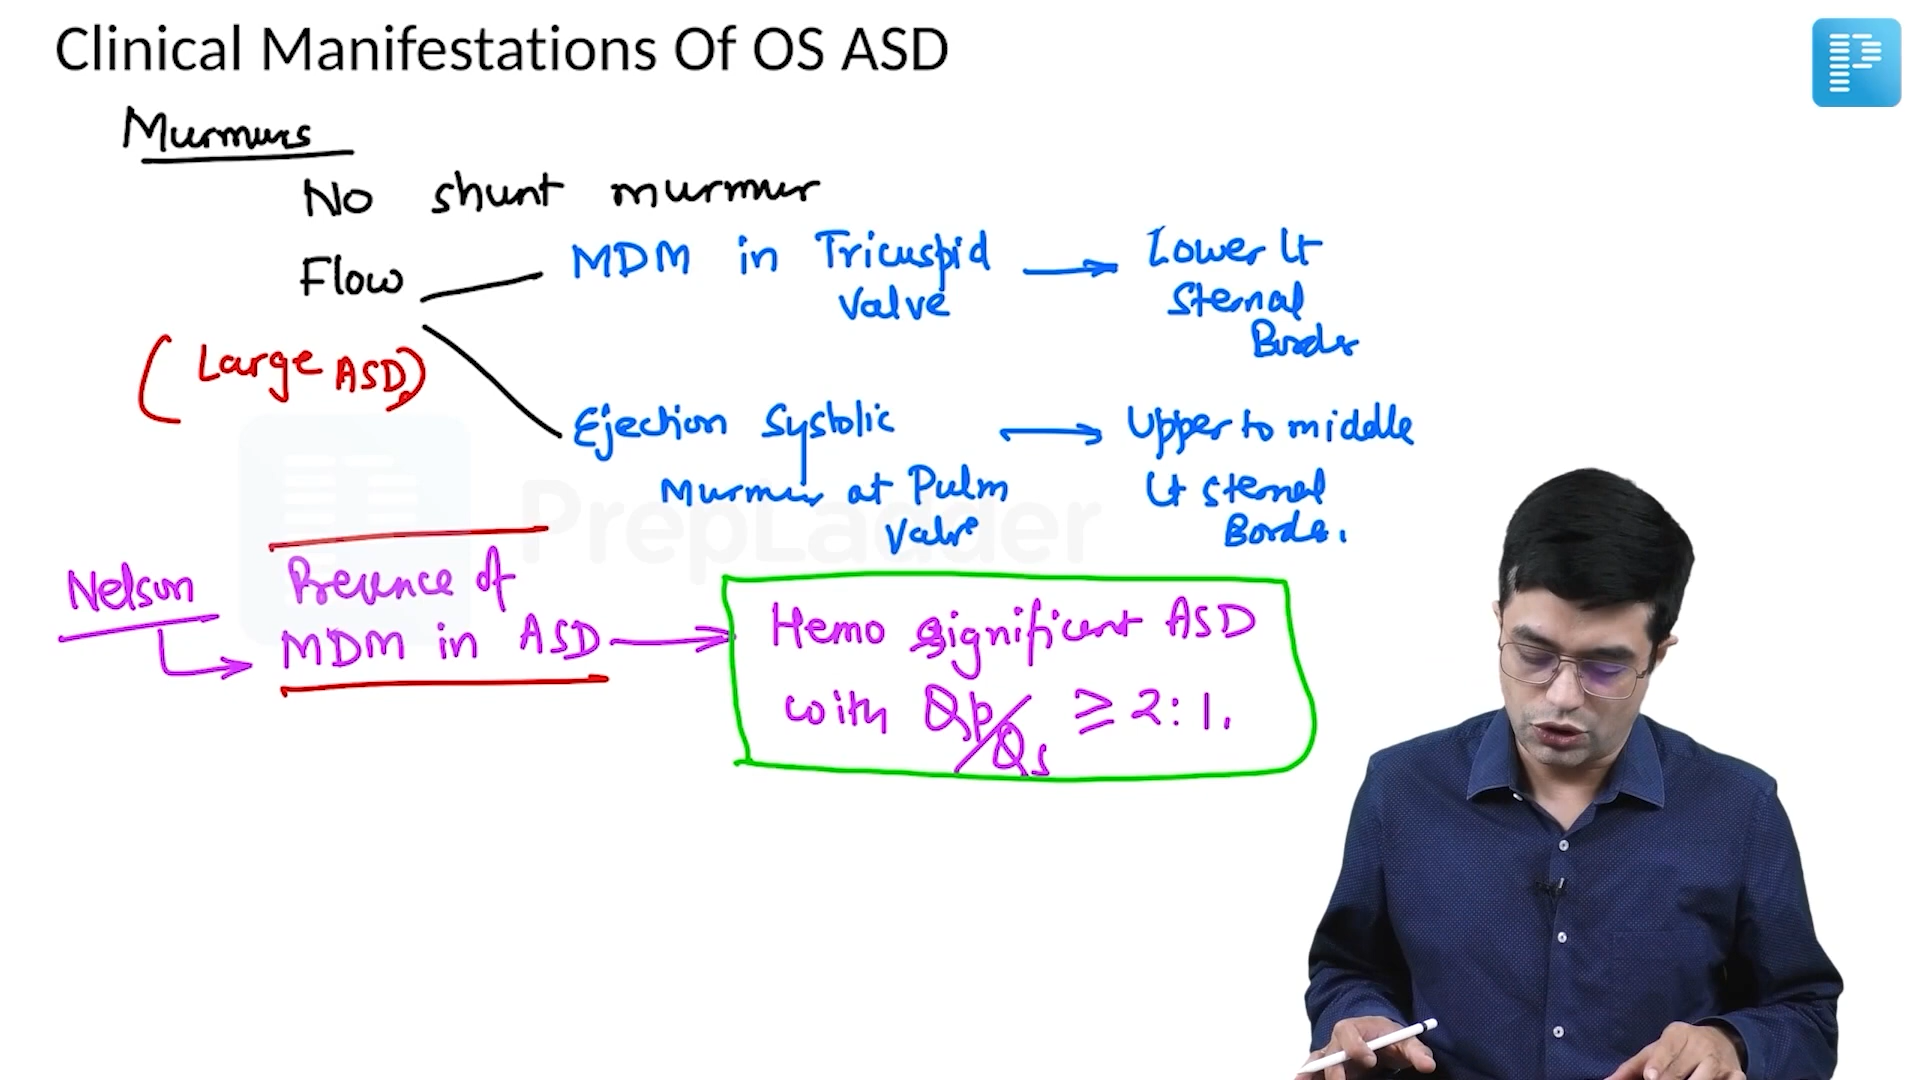 Clinical Manifestations Of OS ASD
Murmurs
No shunt murmur
Flow
MDM in Tricuspid
Valve
Lower Lt
Sternal
Border
(Large ASD)
Ejection Systolic
Murmur at Pulm
Valve
Upper to middle
Lt sternal
Border.
PrepLadder
Nelson
Presence of
MDM in ASD
Hemo significant ASD
with Qp/Qs ≥ 2:1.